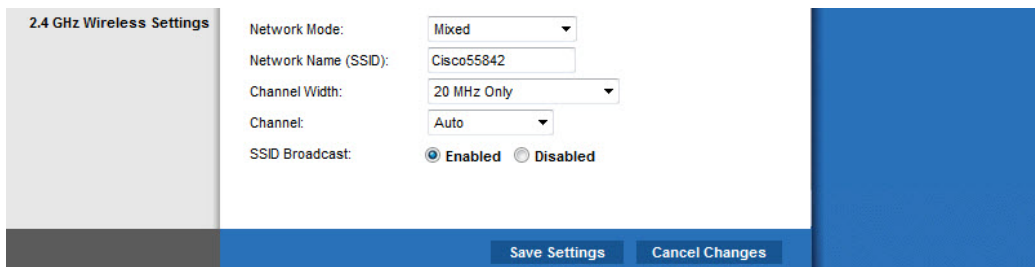 2.4 GHz Wireless Settings
Network Mode: Mixed
Network Name (SSID): Cisco55842
Channel Width: 20 MHz Only
Channel: Auto
SSID Broadcast: Enabled Disabled
Save Settings Cancel Changes